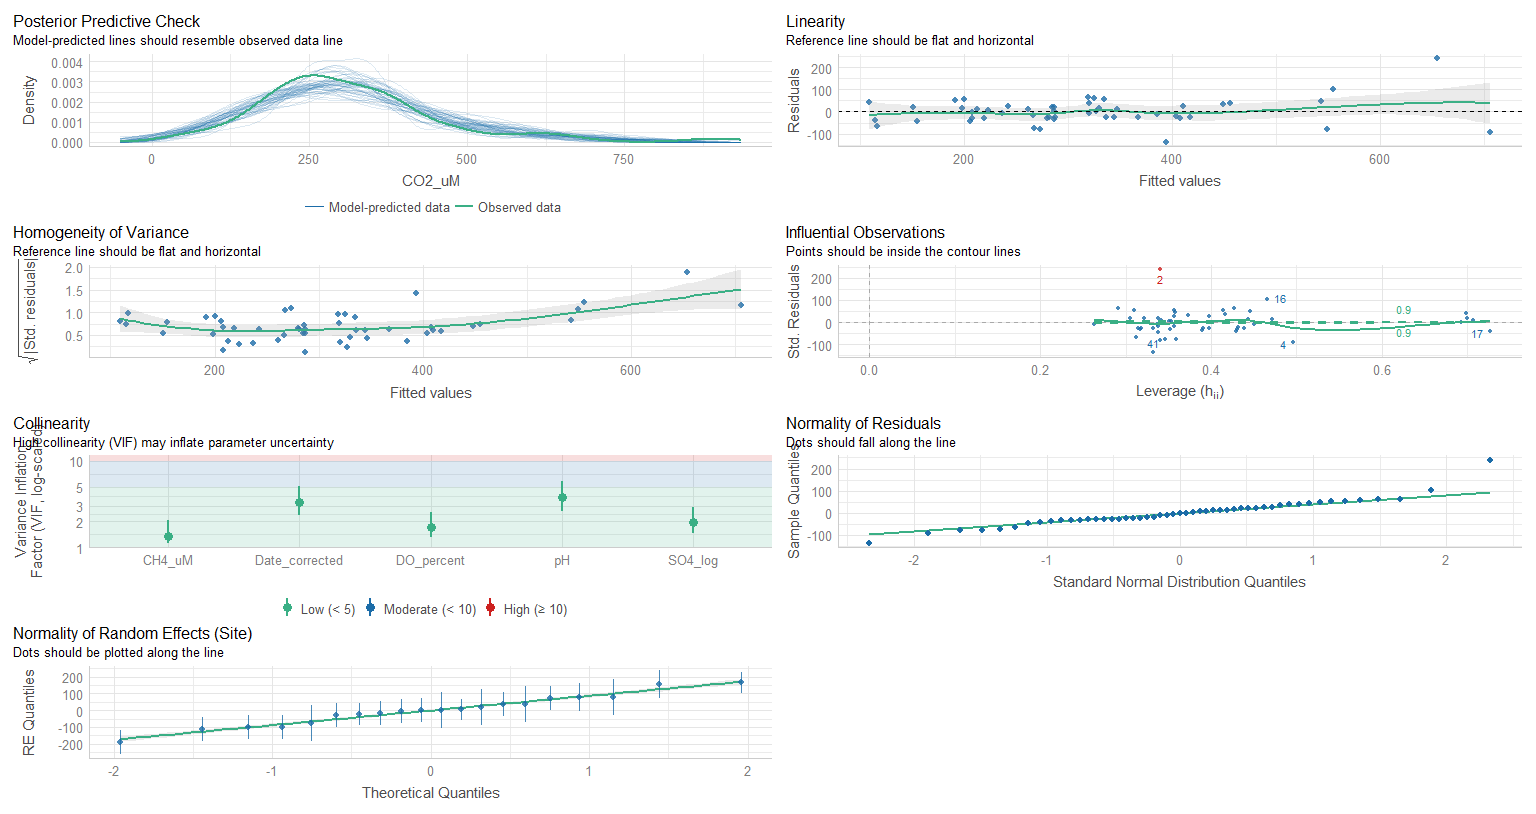 Posterior Predictive Check
Model-predicted lines should resemble observed data line
Density
0.004
0.003
0.002
0.001
0.000
0
250
500
750
CO2_uM
Model-predicted data
Observed data
Linearity
Reference line should be flat and horizontal
Residuals
200
100
0
-100
200
400
600
Fitted values
Homogeneity of Variance
Reference line should be flat and horizontal
√|Std. residuals|
2.0
1.5
1.0
0.5
200
400
600
Fitted values
Influential Observations
Points should be inside the contour lines
Std. Residuals
200
100
0
-100
2
16
0.9
0.9
41
4
17
0.0
0.2
0.4
0.6
Leverage (hii)
Collinearity
High collinearity (VIF) may inflate parameter uncertainty
Variance Inflation
Factor (VIF, log-scaled)
10
5
3
2
1
CH4_uM
Date_corrected
DO_percent
pH
SO4_log
Low (< 5)
Moderate (< 10)
High (≥ 10)
Normality of Residuals
Dots should fall along the line
Sample Quantiles
200
100
0
-100
-2
-1
0
1
2
Standard Normal Distribution Quantiles
Normality of Random Effects (Site)
Dots should be plotted along the line
RE Quantiles
200
100
0
-100
-200
-2
-1
0
1
2
Theoretical Quantiles